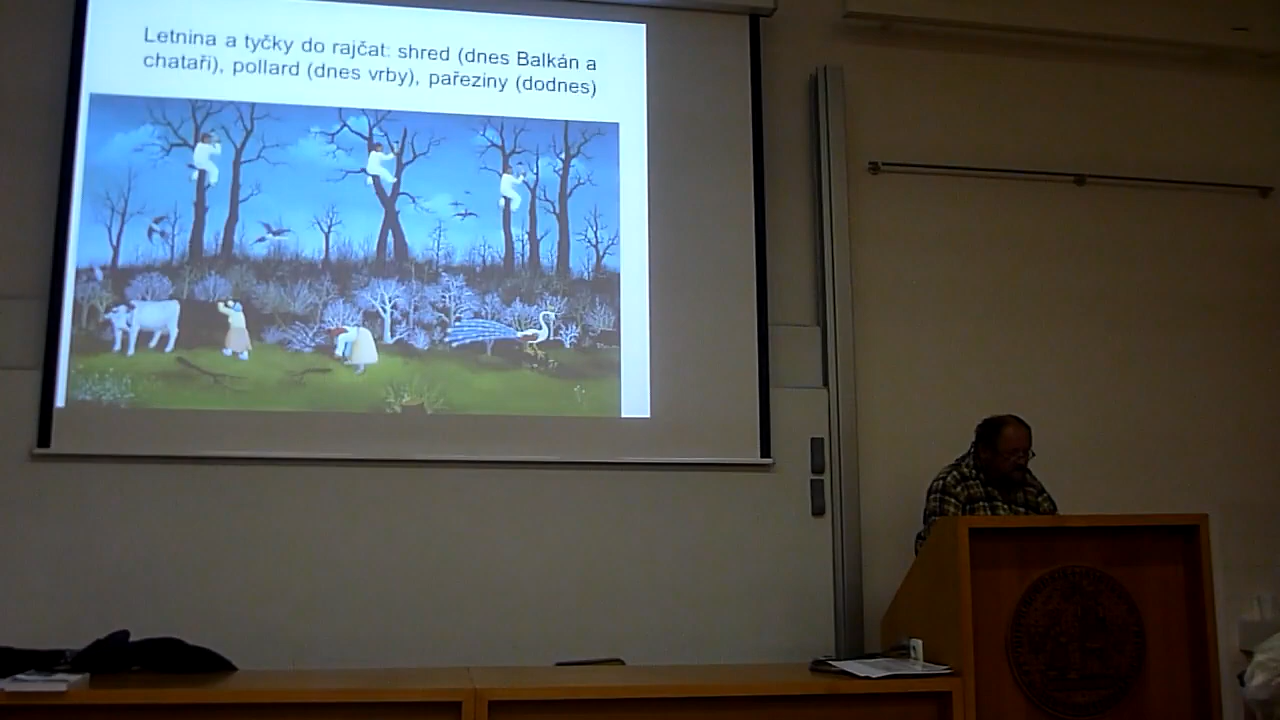 Letnina a tyčky do rajčat: shred (dnes Balkán a
chataři), pollard (dnes vrby), pařeziny (dodnes)